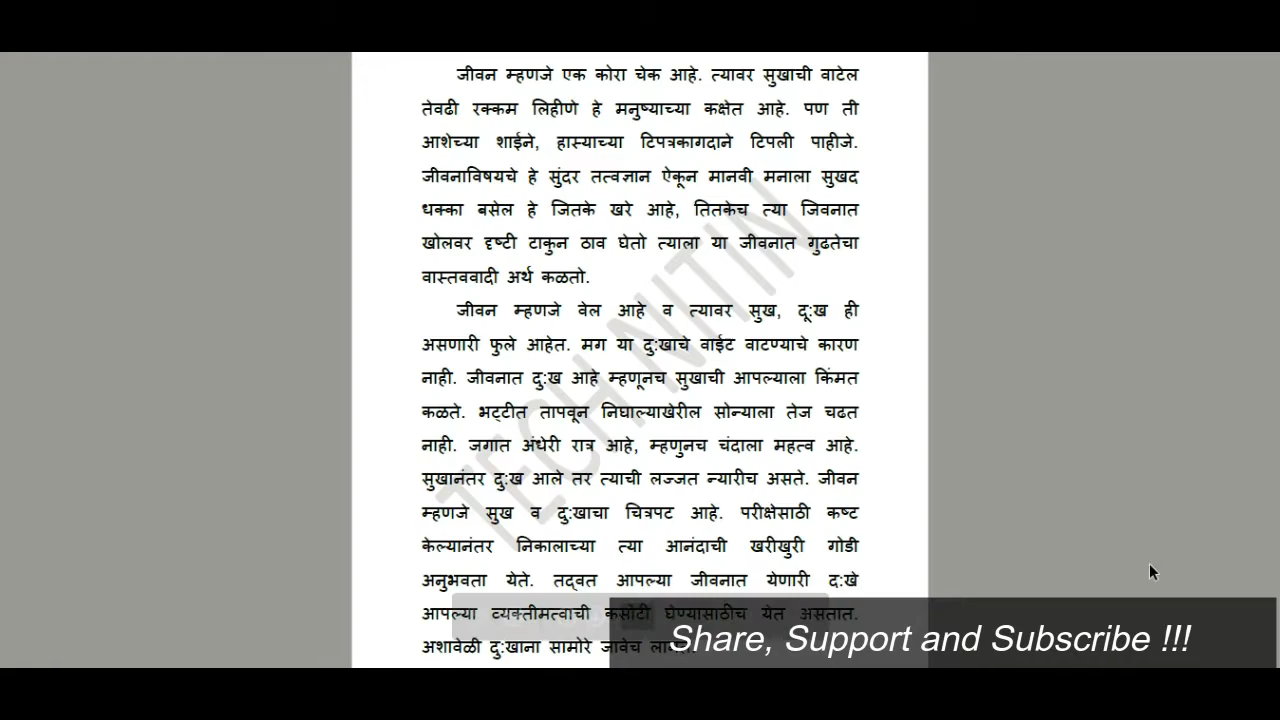 जीवन म्हणजे एक कोरा चेक आहे. त्यावर सुखाची वाटेल
तेवढी रक्कम लिहीणे हे मनुष्याच्या कक्षेत आहे. पण ती
आशेच्या शाईने, हास्याच्या टिपत्रकागदाने टिपली पाहीजे.
जीवनाविषयचे हे सुंदर तत्वज्ञान ऐकून मानवी मनाला सुखद
धक्का बसेल हे जितके खरे आहे, तितकेच त्या जिवनात
खोलवर दृष्टी टाकुन ठाव घेतो त्याला या जीवनात गुढतेचा
वास्तववादी अर्थ कळतो.
जीवन म्हणजे वेल आहे व त्यावर सुख, दू:ख ही
असणारी फुले आहेत. मग या दु:खाचे वाईट वाटण्याचे कारण
नाही. जीवनात दु:ख आहे म्हणूनच सुखाची आपल्याला किंमत
कळते. भट्टीत तापवून निघाल्याखेरील सोन्याला तेज चढत
नाही. जगात अंधेरी रात्र आहे, म्हणुनच चंदाला महत्व आहे.
सुखानंतर दु:ख आले तर त्याची लज्जत न्यारीच असते. जीवन
म्हणजे सुख व दु:खाचा चित्रपट आहे. परीक्षेसाठी कष्ट
केल्यानंतर निकालाच्या त्या आनंदाची खरीखुरी गोडी
अनुभवता येते. तद्वत आपल्या जीवनात येणारी द:खे
आपल्या व्यक्तीमत्वाची कसोटी घेण्यासाठीच येत असतात.
अशावेळी दु:खाना सामोरे जावेच
Share, Support and Subscribe !!!
TECH NITIN